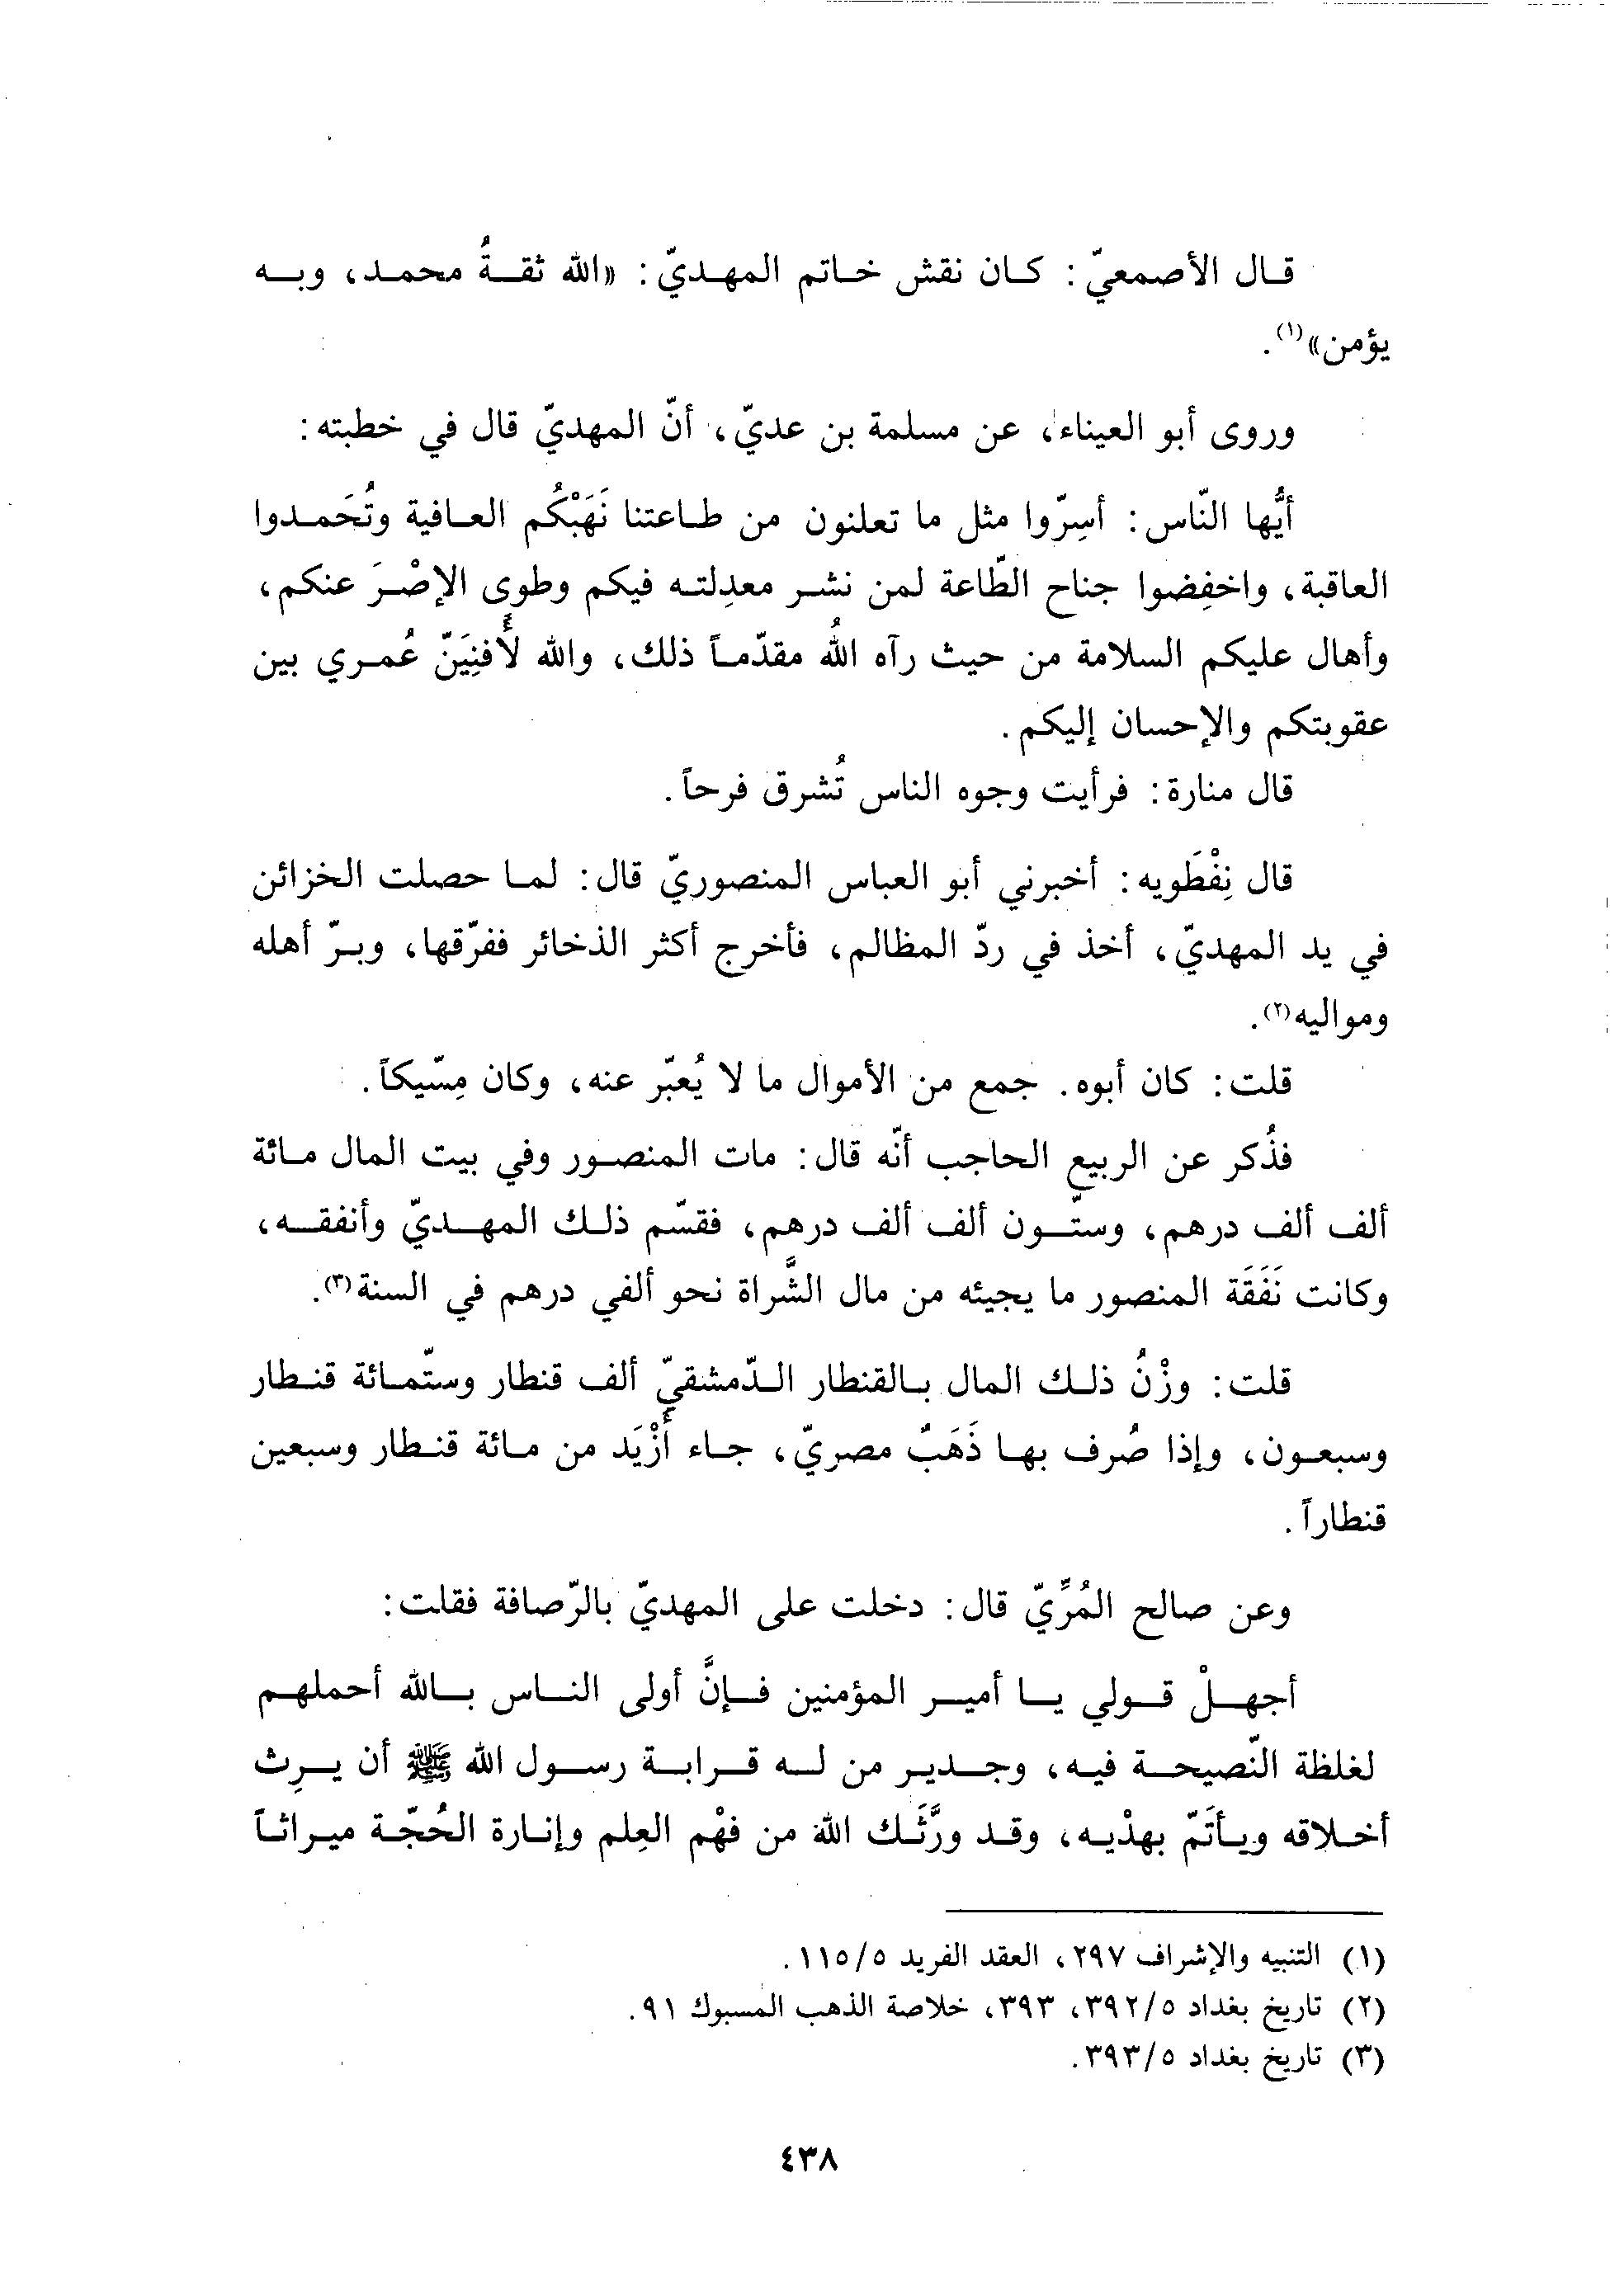 قال الأصمعيّ: كان نقش خاتم المهديّ: «الله ثقةُ محمد، وبه
يؤمن»(١).
وروى أبو العيناء، عن مسلمة بن عديّ، أنّ المهديّ قال في خطبته:
أيُّها النّاس: أسِرّوا مثل ما تعلنون من طاعتنا نَهَبْكُم العافية وتُحَمدوا
العاقبة، واخفِضوا جناح الطّاعة لمن نشر معدِلته فيكم وطوى الإصْرَ عنكم،
وأهال عليكم السلامة من حيث رآه اللهُ مقدّماً ذلك، والله لأُفنِيَنّ عُمري بين
عقوبتكم والإحسان إليكم.
قال منارة: فرأيت وجوه الناس تُشرق فرحاً.
قال نِفْطَويه: أخبرني أبو العباس المنصوريّ قال: لما حصلت الخزائن
في يد المهديّ، أخذ في ردّ المظالم، فأخرج أكثر الذخائر ففرّقها، وبرّ أهله
ومواليه(٢).
قلت: كان أبوه. جمع من الأموال ما لا يُعبّر عنه، وكان مِسّيكاً.
فذُكر عن الربيع الحاجب أنّه قال: مات المنصور وفي بيت المال مائة
ألف ألف درهم، وستّون ألف ألف درهم، فقسّم ذلك المهديّ وأنفقه،
وكانت نَفَقَة المنصور ما يجيئه من مال الشَّراة نحو ألفي درهم في السنة(٣).
قلت: وزْنُ ذلك المال بالقنطار الدّمشقيّ ألف قنطار وستّمائة قنطار
وسبعون، وإذا صُرف بها ذَهَبٌ مصريّ، جاء أَزْيَد من مائة قنطار وسبعين
قنطاراً.
وعن صالح المُرِّيّ قال: دخلت على المهديّ بالرّصافة فقلت:
أجهلْ قولي يا أمير المؤمنين فإنَّ أولى الناس بالله أحملهم
لغلظة النّصيحة فيه، وجدير من له قرابة رسول الله ﷺ أن يرِث
أخلاقه ويأتَمّ بهذْيه، وقد ورَّثَك الله من فهْم العِلم وإنارة الحُجّة ميراثاً
(١) التنبيه والإشراف ٢٩٧، العقد الفريد ١١٥/٥.
(٢) تاريخ بغداد ٣٩٢/٥، ٣٩٣، خلاصة الذهب المسبوك ٩١.
(٣) تاريخ بغداد ٣٩٣/٥.
٤٣٨